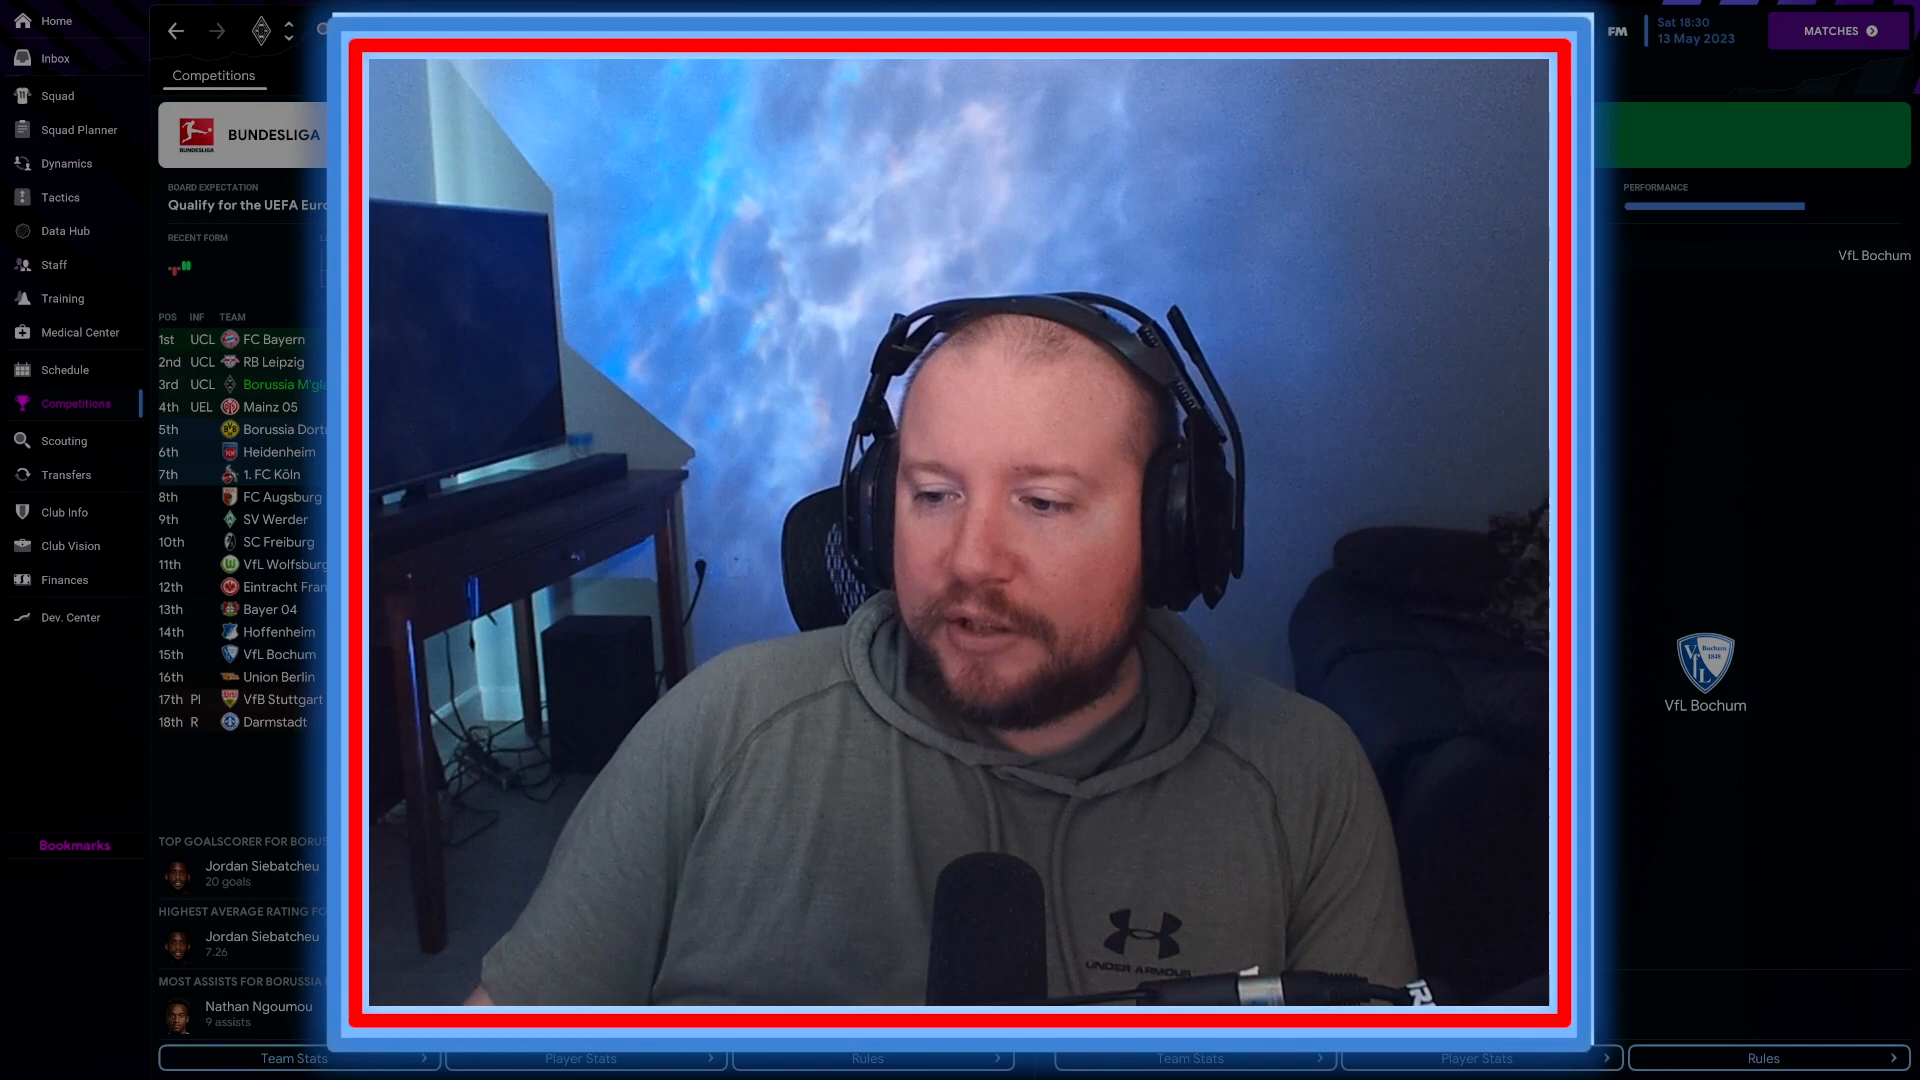 Home
Inbox
Squad
Squad Planner
Dynamics
Tactics
Data Hub
Staff
Training
Medical Center
Schedule
Competitions
Scouting
Transfers
Club Info
Club Vision
Finances
Dev. Center
Bookmarks
Competitions
FM
Sat 18:30
13 May 2023
MATCHES
BUNDESLIGA
BUNDESLIGA
BOARD EXPECTATION
Qualify for the UEFA Euro
PERFORMANCE
RECENT FORM
VfL Bochum
POS INF TEAM
1st UCL FC Bayern
2nd UCL RB Leipzig
3rd UCL Borussia M'gla
4th UEL Mainz 05
5th Borussia Dort
6th Heidenheim
7th 1. FC Köln
8th FC Augsburg
9th SV Werder
10th SC Freiburg
11th VfL Wolfsburg
12th Eintracht Fran
13th Bayer 04
14th Hoffenheim
15th VfL Bochum
16th Union Berlin
17th Pl VfB Stuttgart
18th R Darmstadt
VfL Bochum 1848
VfL Bochum
TOP GOALSCORER FOR BORUS
Jordan Siebatcheu
20 goals
HIGHEST AVERAGE RATING FO
Jordan Siebatcheu
7.26
MOST ASSISTS FOR BORUSSIA
Nathan Ngoumou
9 assists
UNDER ARMOUR
Team Stats
Player Stats
Rules
Team Stats
Player Stats
Rules